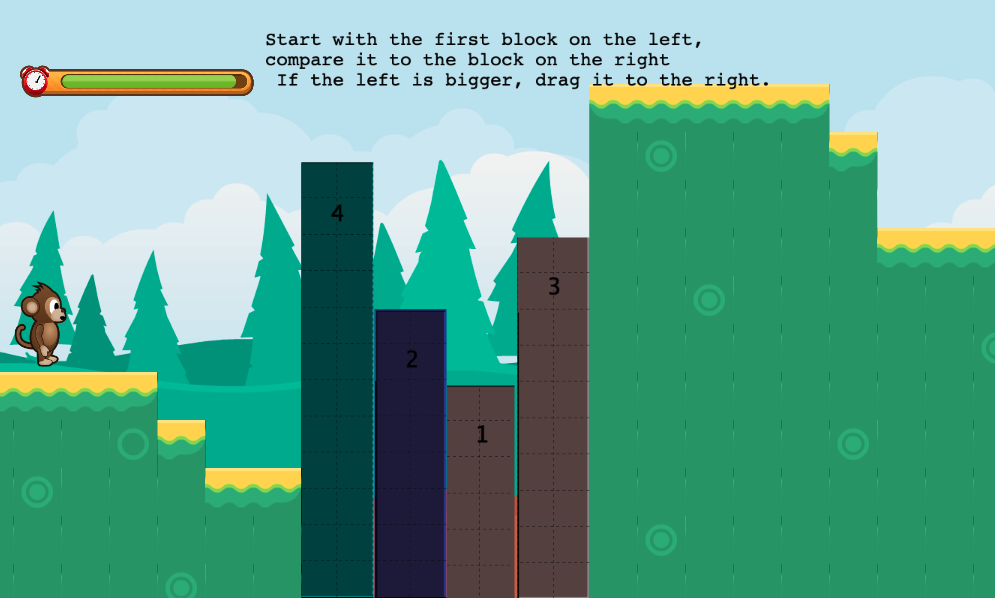 Start with the first block on the left,
compare it to the block on the right
If the left is bigger, drag it to the right.
4
2
1
3